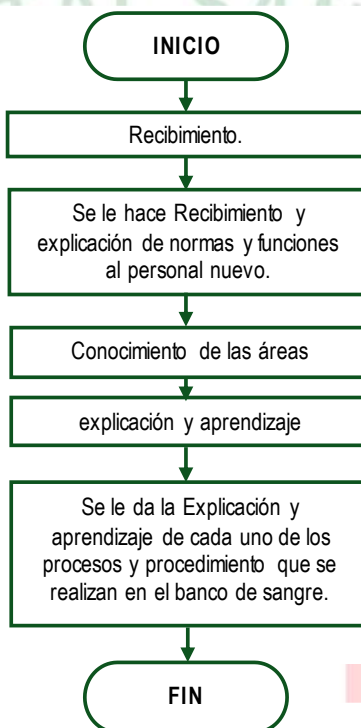 INICIO
Recibimiento.
Se le hace Recibimiento y
explicación de normas y funciones
al personal nuevo.
Conocimiento de las áreas
explicación y aprendizaje
Se le da la Explicación y
aprendizaje de cada uno de los
procesos y procedimiento que se
realizan en el banco de sangre.
FIN